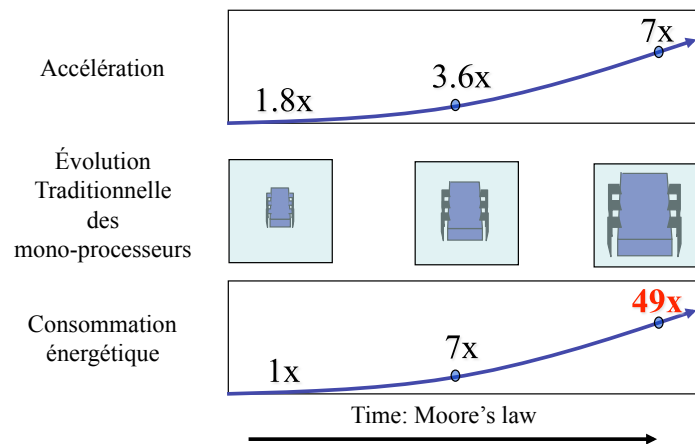 Accélération
1.8x
3.6x
7x
Évolution
Traditionnelle
des
mono-processeurs
Consommation
énergétique
1x
7x
49x
Time: Moore's law